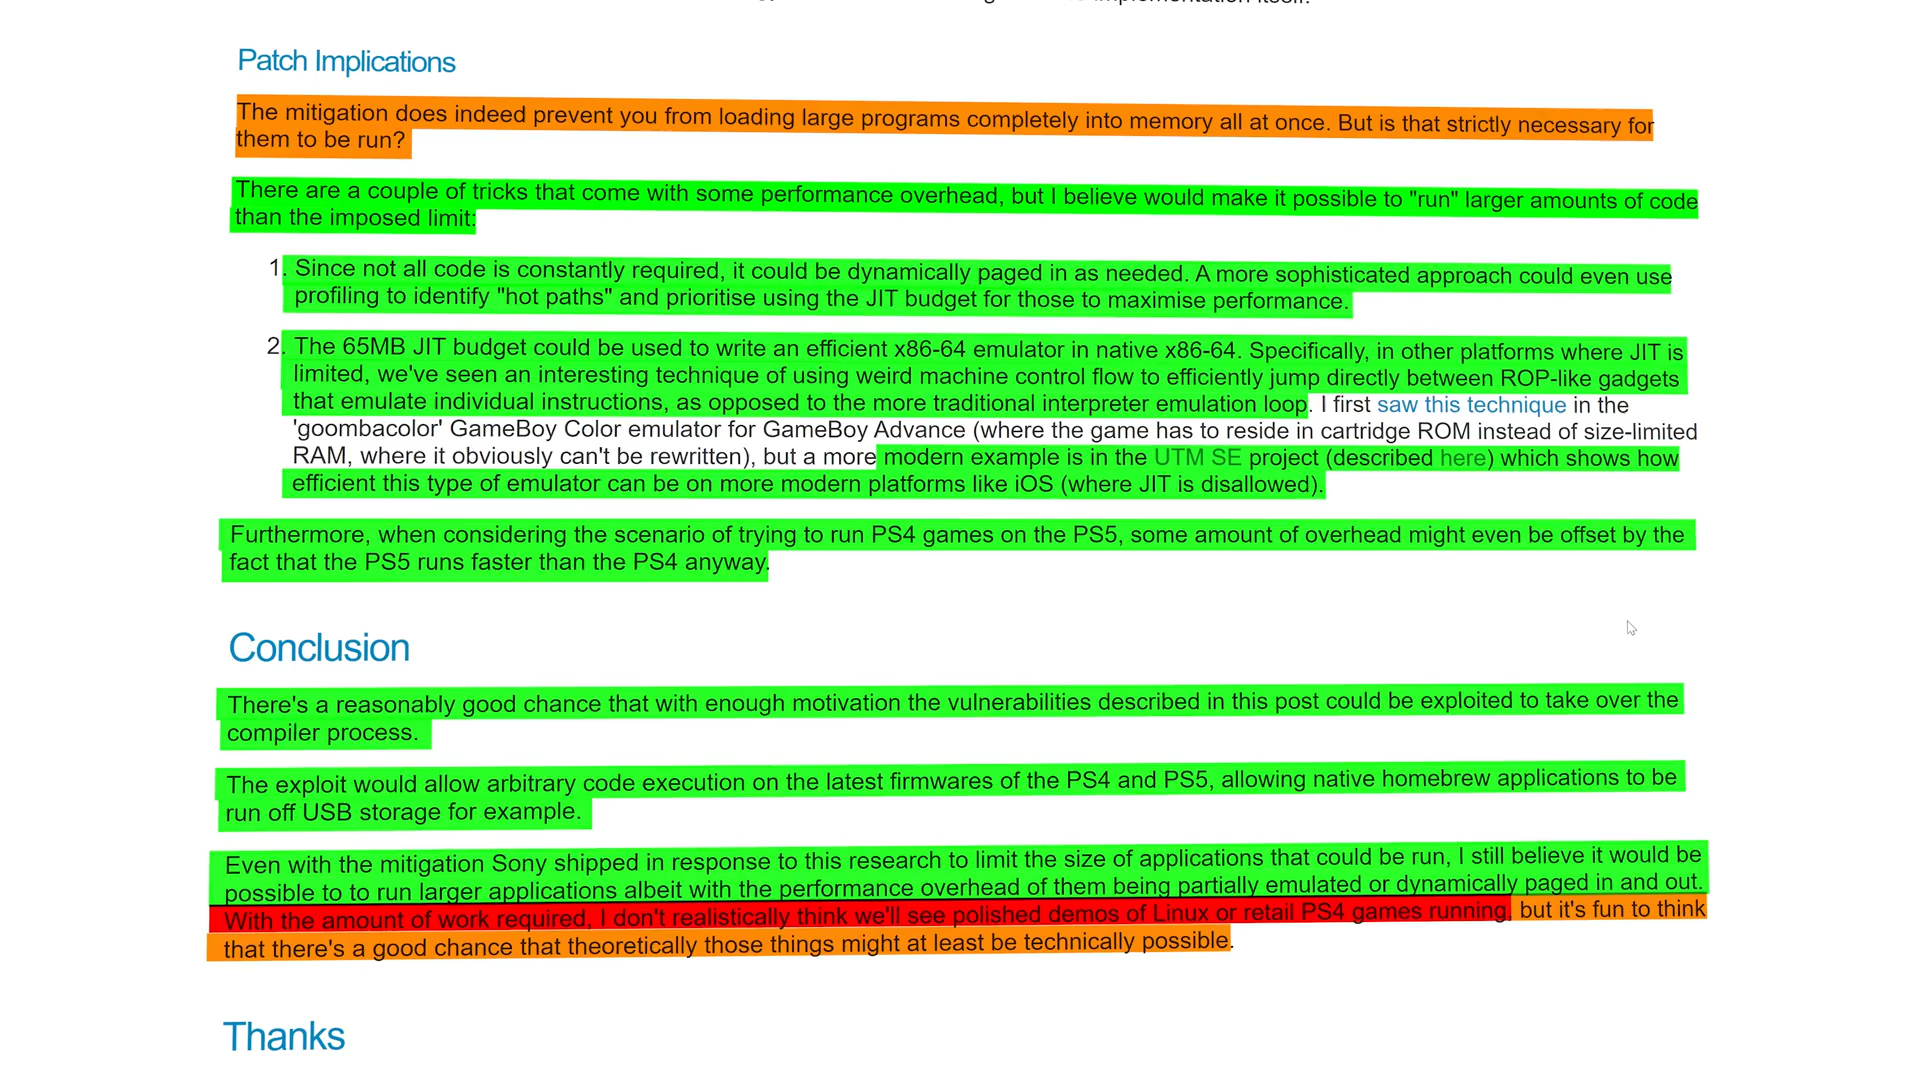 implementation itself.
Patch Implications
The mitigation does indeed prevent you from loading large programs completely into memory all at once. But is that strictly necessary for
them to be run?
There are a couple of tricks that come with some performance overhead, but I believe would make it possible to "run" larger amounts of code
than the imposed limit:
1. Since not all code is constantly required, it could be dynamically paged in as needed. A more sophisticated approach could even use
profiling to identify "hot paths" and prioritise using the JIT budget for those to maximise performance.
2. The 65MB JIT budget could be used to write an efficient x86-64 emulator in native x86-64. Specifically, in other platforms where JIT is
limited, we've seen an interesting technique of using weird machine control flow to efficiently jump directly between ROP-like gadgets
that emulate individual instructions, as opposed to the more traditional interpreter emulation loop. I first saw this technique in the
'goombacolor' GameBoy Color emulator for GameBoy Advance (where the game has to reside in cartridge ROM instead of size-limited
RAM, where it obviously can't be rewritten), but a more modern example is in the UTM SE project (described here) which shows how
efficient this type of emulator can be on more modern platforms like iOS (where JIT is disallowed).
Furthermore, when considering the scenario of trying to run PS4 games on the PS5, some amount of overhead might even be offset by the
fact that the PS5 runs faster than the PS4 anyway.
Conclusion
There's a reasonably good chance that with enough motivation the vulnerabilities described in this post could be exploited to take over the
compiler process.
The exploit would allow arbitrary code execution on the latest firmwares of the PS4 and PS5, allowing native homebrew applications to be
run off USB storage for example.
Even with the mitigation Sony shipped in response to this research to limit the size of applications that could be run, I still believe it would be
possible to to run larger applications albeit with the performance overhead of them being partially emulated or dynamically paged in and out.
With the amount of work required, I don't realistically think we'll see polished demos of Linux or retail PS4 games running, but it's fun to think
that there's a good chance that theoretically those things might at least be technically possible.
Thanks